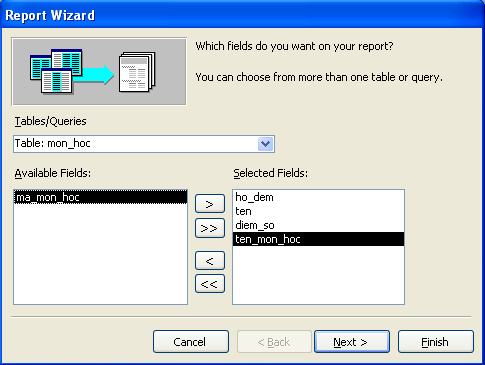 Report Wizard
Which fields do you want on your report?
You can choose from more than one table or query.
Tables/Queries
Table: mon_hoc
Available Fields:
Selected Fields:
ma_mon_hoc
>
>>
<
<<
ho_dem
ten
diem_so
ten_mon_hoc
Cancel
< Back
Next >
Finish